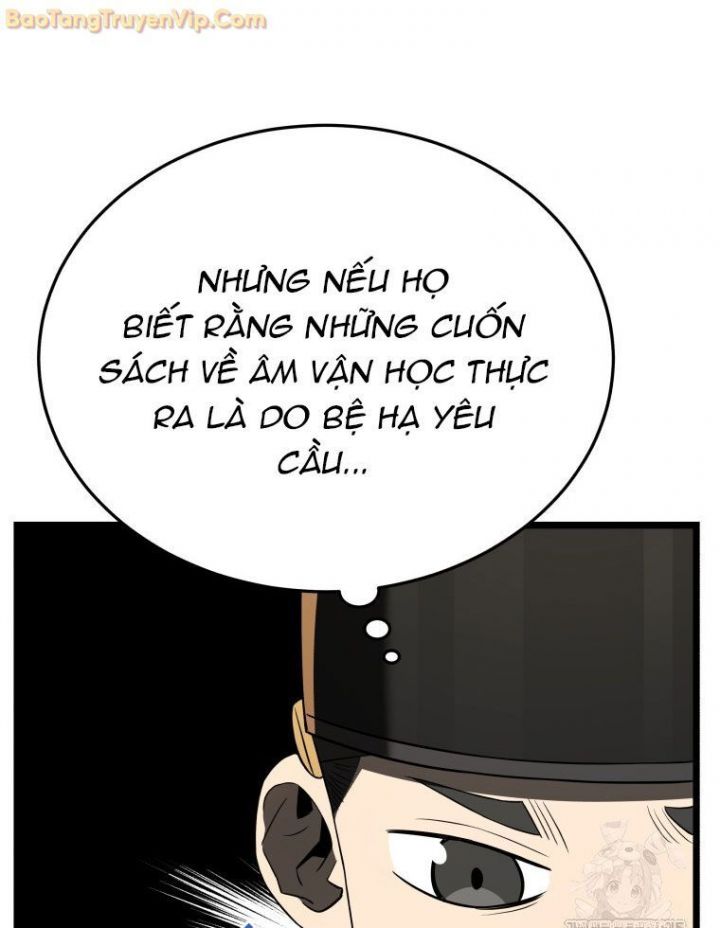 BaoTangTruyenVip.Com
NHƯNG NẾU HỌ
BIẾT RẰNG NHỮNG CUỐN
SÁCH VỀ ÂM VẬN HỌC THỰC
RA LÀ DO BỆ HẠ YÊU
CẦU...